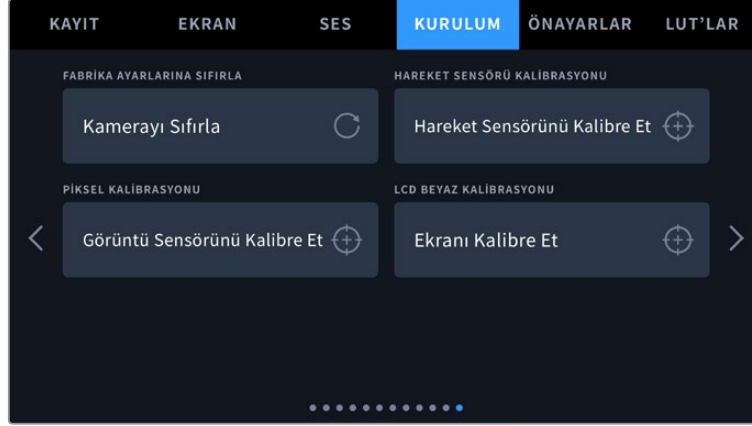 KAYIT EKRAN SES KURULUM ÖNAYARLAR LUT’LAR
FABRİKA AYARLARINA SIFIRLA HAREKET SENSÖRÜ KALİBRASYONU
Kamerayı Sıfırla Hareket Sensörünü Kalibre Et
PİKSEL KALİBRASYONU LCD BEYAZ KALİBRASYONU
Görüntü Sensörünü Kalibre Et Ekranı Kalibre Et